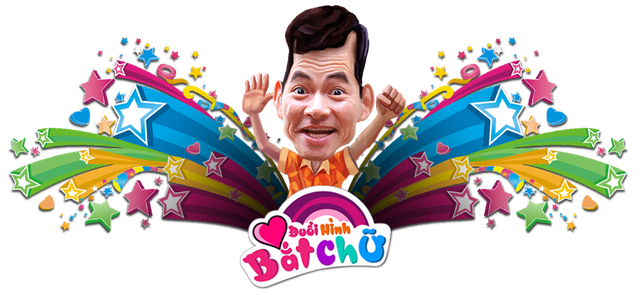 Đuổi Hình
Bắt Chữ